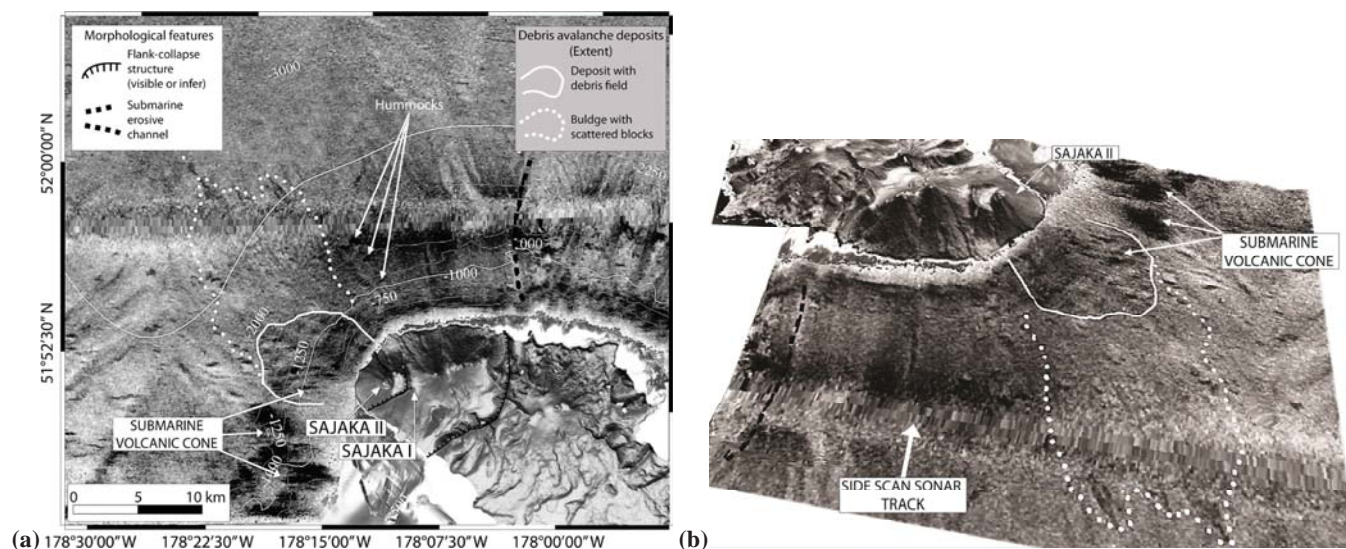 Morphological features
Flank-collapse
structure
(visible or infer)
Submarine
erosive
channel
Debris avalanche deposits
(Extent)
Deposit with
debris field
Buldge with
scattered blocks
Hummocks
-3000
-2000
-1000
-750
000
1250
-1250
SUBMARINE
VOLCANIC CONE
SAJAKA II
SAJAKA I
0 5 10 km
52°00'00"N
51°52'30"N
(a)
178°30'00"W 178°22'30"W 178°15'00"W 178°07'30"W 178°00'00"W
SAJAKA II
SUBMARINE
VOLCANIC CONE
SIDE SCAN SONAR
TRACK
(b)